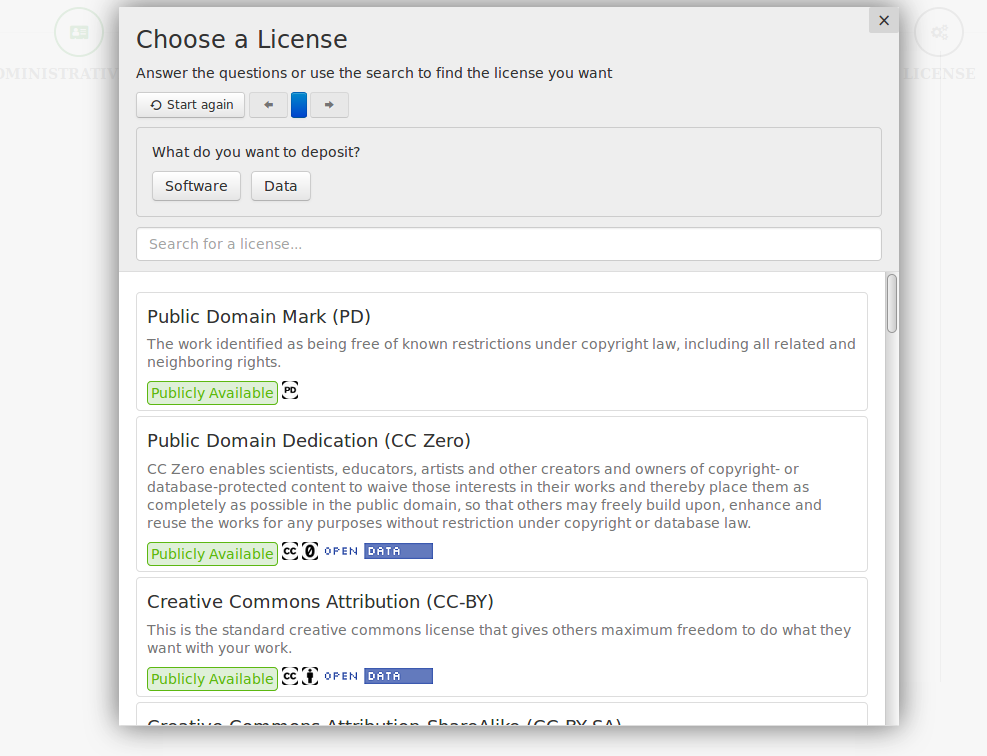 Choose a License
×
Answer the questions or use the search to find the license you want
Start again
What do you want to deposit?
Software
Data
Search for a license...
Public Domain Mark (PD)
The work identified as being free of known restrictions under copyright law, including all related and
neighboring rights.
Publicly Available PD
Public Domain Dedication (CC Zero)
CC Zero enables scientists, educators, artists and other creators and owners of copyright- or
database-protected content to waive those interests in their works and thereby place them as
completely as possible in the public domain, so that others may freely build upon, enhance and
reuse the works for any purposes without restriction under copyright or database law.
Publicly Available CC 0 OPEN DATA
Creative Commons Attribution (CC-BY)
This is the standard creative commons license that gives others maximum freedom to do what they
want with your work.
Publicly Available CC OPEN DATA
Creative Commons Attribution-ShareAlike (CC-BY-SA)
DMINISTRATIV
LICENSE